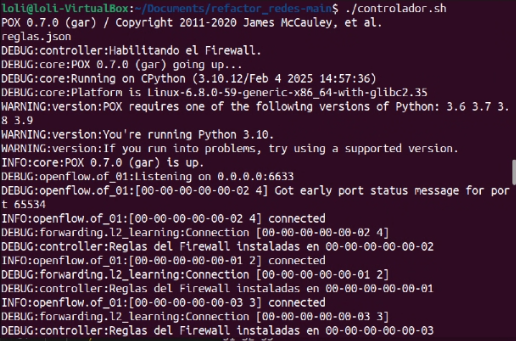 loli@loli-VirtualBox:~/Documents/refactor_redes-main$ ./controlador.sh
POX 0.7.0 (gar) / Copyright 2011-2020 James McCauley, et al.
reglas.json
DEBUG:controller:Habilitando el Firewall.
DEBUG:core:POX 0.7.0 (gar) going up...
DEBUG:core:Running on CPython (3.10.12/Feb 4 2025 14:57:36)
DEBUG:core:Platform is Linux-6.8.0-59-generic-x86_64-with-glibc2.35
WARNING:version:POX requires one of the following versions of Python: 3.6 3.7 3.
8 3.9
WARNING:version:You're running Python 3.10.
WARNING:version:If you run into problems, try using a supported version.
INFO:core:POX 0.7.0 (gar) is up.
DEBUG:openflow.of_01:Listening on 0.0.0.0:6633
DEBUG:openflow.of_01:[00-00-00-00-00-02 4] Got early port status message for por
t 65534
INFO:openflow.of_01:[00-00-00-00-00-02 4] connected
DEBUG:forwarding.l2_learning:Connection [00-00-00-00-00-02 4]
DEBUG:controller:Reglas del Firewall instaladas en 00-00-00-00-00-02
INFO:openflow.of_01:[00-00-00-00-00-01 2] connected
DEBUG:forwarding.l2_learning:Connection [00-00-00-00-00-01 2]
DEBUG:controller:Reglas del Firewall instaladas en 00-00-00-00-00-01
INFO:openflow.of_01:[00-00-00-00-00-03 3] connected
DEBUG:forwarding.l2_learning:Connection [00-00-00-00-00-03 3]
DEBUG:controller:Reglas del Firewall instaladas en 00-00-00-00-00-03